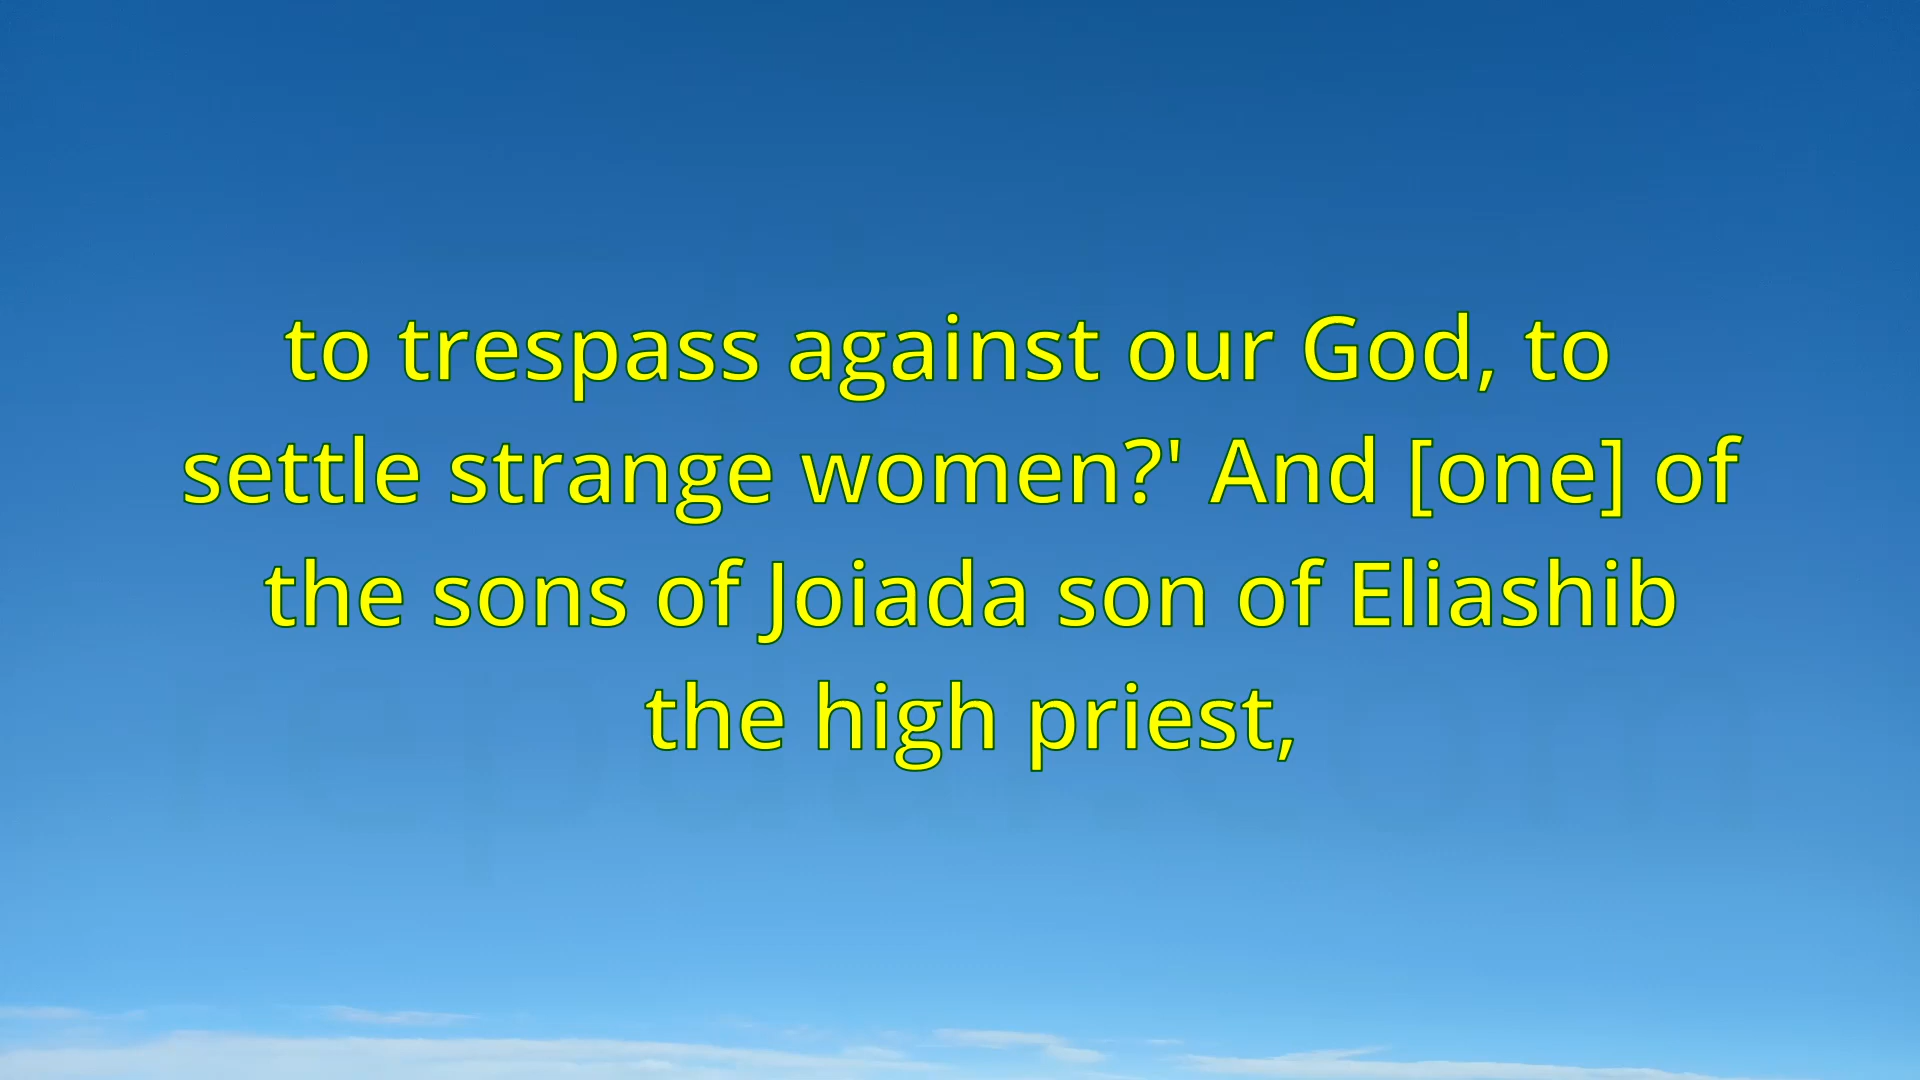 to trespass against our God, to
settle strange women?' And [one] of
the sons of Joiada son of Eliashib
the high priest,